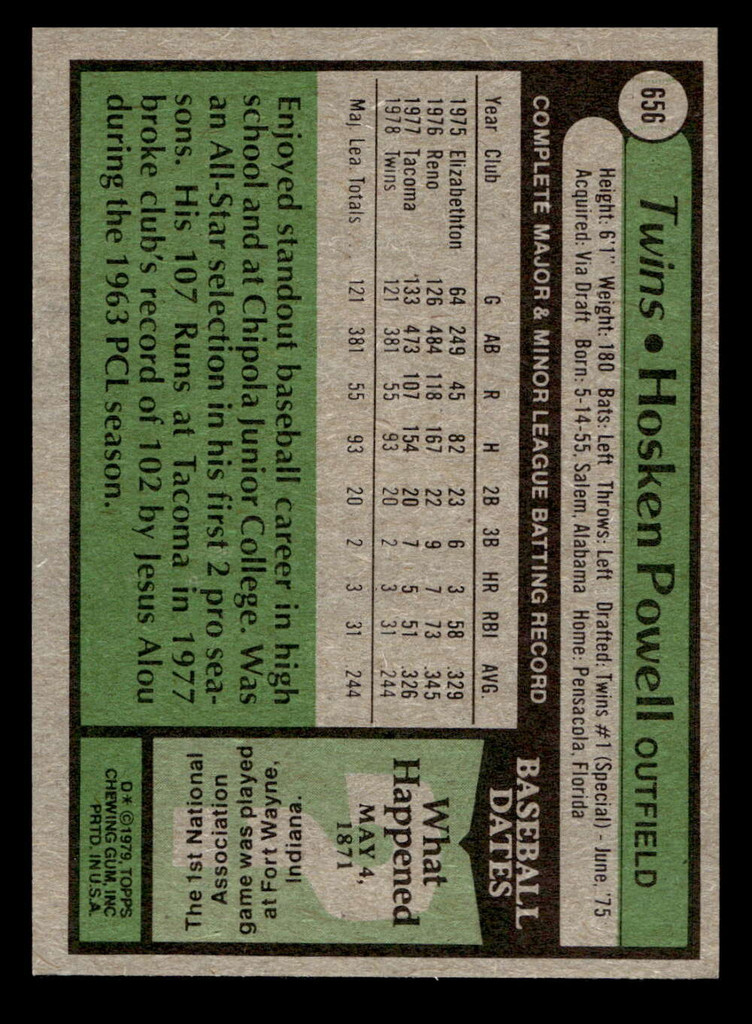 656
Twins • Hosken Powell OUTFIELD
Height: 6'1" Weight: 180 Bats: Left Throws: Left Drafted: Twins #1 (Special) - June, '75
Acquired: Via Draft Born: 5-14-55, Salem, Alabama Home: Pensacola, Florida
COMPLETE MAJOR & MINOR LEAGUE BATTING RECORD
Year Club G AB R H 2B 3B HR RBI AVG.
1975 Elizabethton 64 249 45 82 23 6 3 58 .329
1976 Reno 126 484 118 167 22 9 7 73 .345
1977 Tacoma 133 473 107 154 20 7 5 51 .326
1978 Twins 121 381 55 93 20 2 3 31 .244
Maj. Lea. Totals 121 381 55 93 20 2 3 31 .244
Enjoyed standout baseball career in high
school and at Chipola Junior College. Was
an All-Star selection in his first 2 pro sea-
sons. His 107 Runs at Tacoma in 1977
broke club's record of 102 by Jesus Alou
during the 1963 PCL season.
BASEBALL
DATES
What
Happened
MAY 4,
1871
?
The 1st National
Association
game was played
at Fort Wayne,
Indiana.
D* © 1979, TOPPS
CHEWING GUM, INC
PRTD. IN U.S.A.